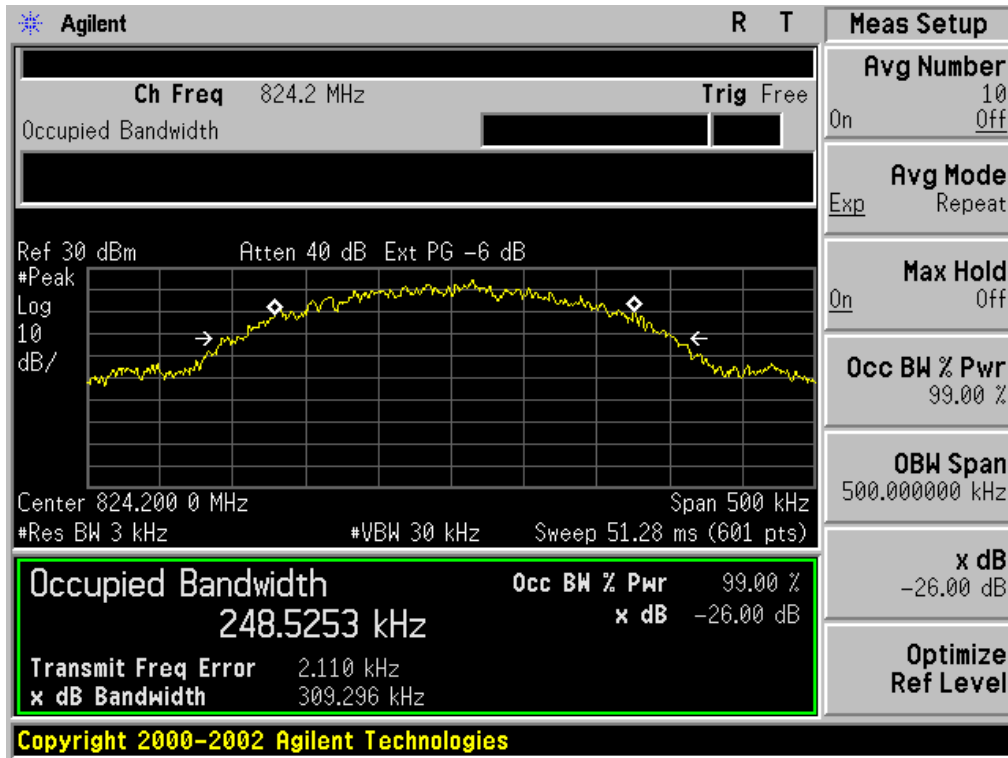 Agilent R T
Ch Freq 824.2 MHz Trig Free
Occupied Bandwidth
Ref 30 dBm Atten 40 dB Ext PG -6 dB
#Peak
Log
10
dB/
Center 824.200 0 MHz Span 500 kHz
#Res BW 3 kHz #VBW 30 kHz Sweep 51.28 ms (601 pts)
Occupied Bandwidth Occ BW % Pwr 99.00 %
248.5253 kHz x dB -26.00 dB
Transmit Freq Error 2.110 kHz
x dB Bandwidth 309.296 kHz
Copyright 2000-2002 Agilent Technologies
Meas Setup
Avg Number
10
On Off
Avg Mode
Exp Repeat
Max Hold
On Off
Occ BW % Pwr
99.00 %
OBW Span
500.000000 kHz
x dB
-26.00 dB
Optimize
Ref Level